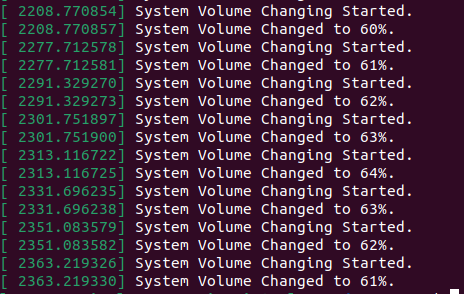 [ 2208.770854] System Volume Changing Started.
[ 2208.770857] System Volume Changed to 60%.
[ 2277.712578] System Volume Changing Started.
[ 2277.712581] System Volume Changed to 61%.
[ 2291.329270] System Volume Changing Started.
[ 2291.329273] System Volume Changed to 62%.
[ 2301.751897] System Volume Changing Started.
[ 2301.751900] System Volume Changed to 63%.
[ 2313.116722] System Volume Changing Started.
[ 2313.116725] System Volume Changed to 64%.
[ 2331.696235] System Volume Changing Started.
[ 2331.696238] System Volume Changed to 63%.
[ 2351.083579] System Volume Changing Started.
[ 2351.083582] System Volume Changed to 62%.
[ 2363.219326] System Volume Changing Started.
[ 2363.219330] System Volume Changed to 61%.